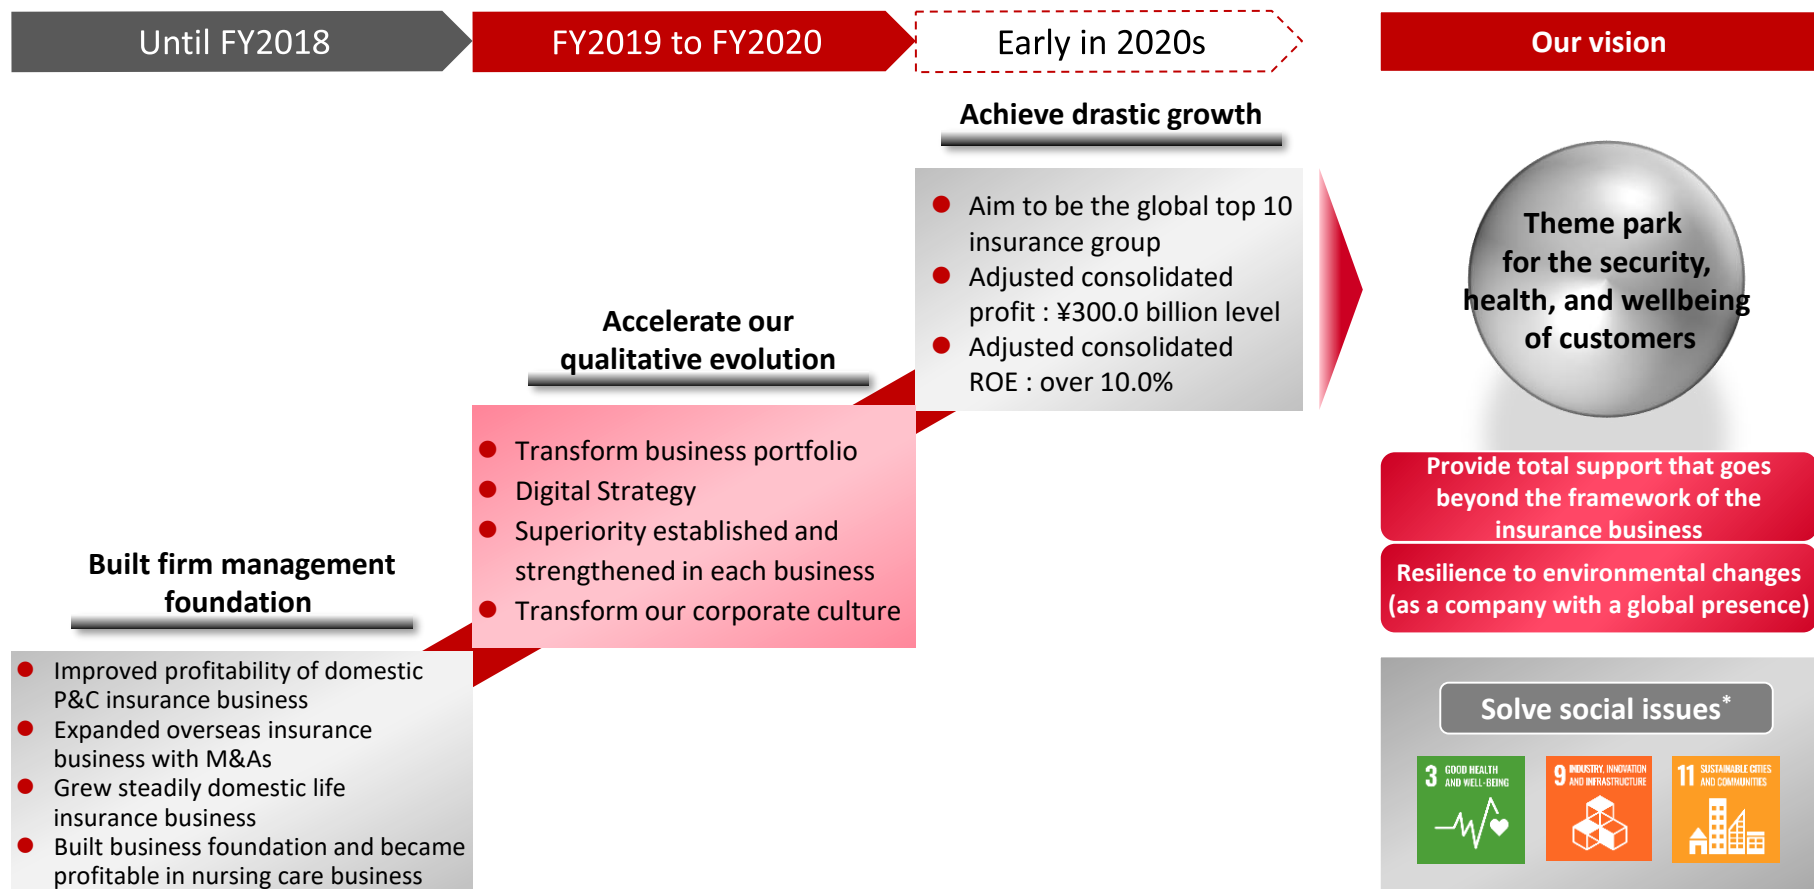 Until FY2018
FY2019 to FY2020
Early in 2020s
Our vision
Built firm management
foundation
● Improved profitability of domestic
P&C insurance business
● Expanded overseas insurance
business with M&As
● Grew steadily domestic life
insurance business
● Built business foundation and became
profitable in nursing care business
Accelerate our
qualitative evolution
● Transform business portfolio
● Digital Strategy
● Superiority established and
strengthened in each business
● Transform our corporate culture
Achieve drastic growth
● Aim to be the global top 10
insurance group
● Adjusted consolidated
profit : ¥300.0 billion level
● Adjusted consolidated
ROE : over 10.0%
Theme park
for the security,
health, and wellbeing
of customers
Provide total support that goes
beyond the framework of the
insurance business
Resilience to environmental changes
(as a company with a global presence)
Solve social issues*
3 GOOD HEALTH
AND WELL-BEING
9 INDUSTRY, INNOVATION
AND INFRASTRUCTURE
11 SUSTAINABLE CITIES
AND COMMUNITIES